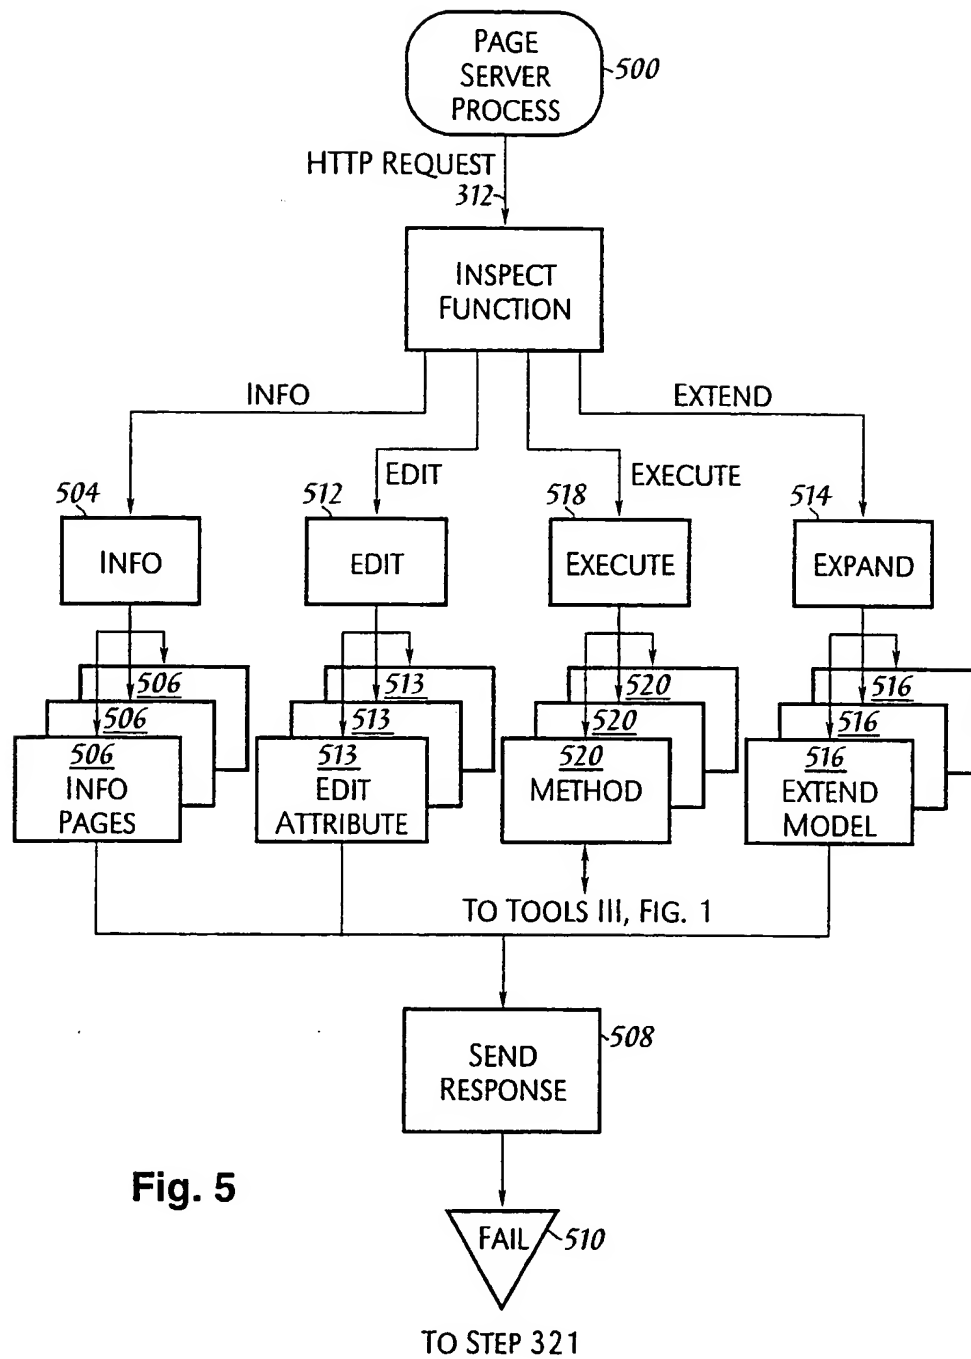 PAGE
SERVER
PROCESS
500
HTTP REQUEST
312
INSPECT
FUNCTION
INFO
EXTEND
EDIT
EXECUTE
504
512
518
514
INFO
EDIT
EXECUTE
EXPAND
506
513
520
516
506
513
520
516
506
513
520
516
INFO
PAGES
EDIT
ATTRIBUTE
METHOD
EXTEND
MODEL
TO TOOLS III, FIG. 1
508
SEND
RESPONSE
Fig. 5
FAIL
510
TO STEP 321